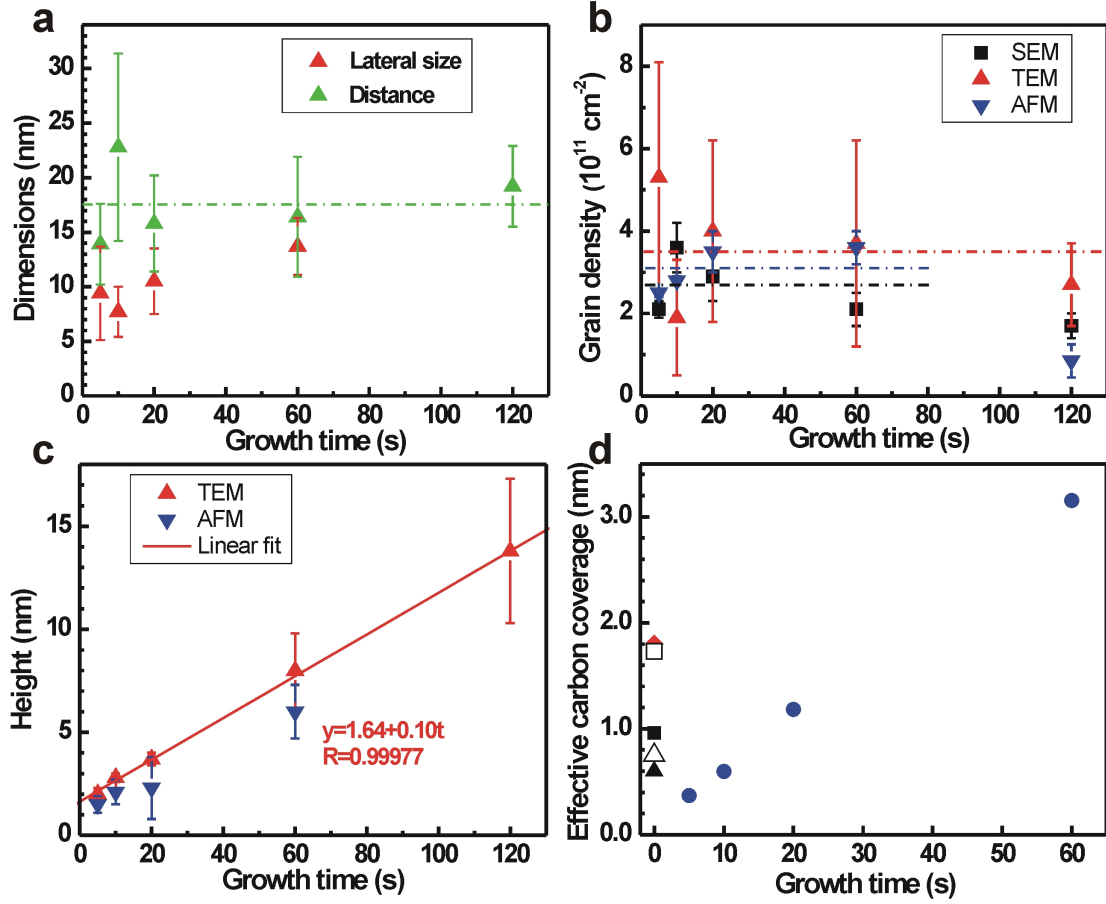 a
Lateral size
Distance
Dimensions (nm)
30
25
20
15
10
5
0
0 20 40 60 80 100 120
Growth time (s)
b
SEM
TEM
AFM
Grain density (10¹¹ cm⁻²)
8
6
4
2
0
0 20 40 60 80 100 120
Growth time (s)
c
TEM
AFM
Linear fit
Height (nm)
15
10
5
0
y=1.64+0.10t
R=0.99977
0 20 40 60 80 100 120
Growth time (s)
d
Effective carbon coverage (nm)
3.0
2.0
1.0
0.0
0 10 20 30 40 50 60
Growth time (s)